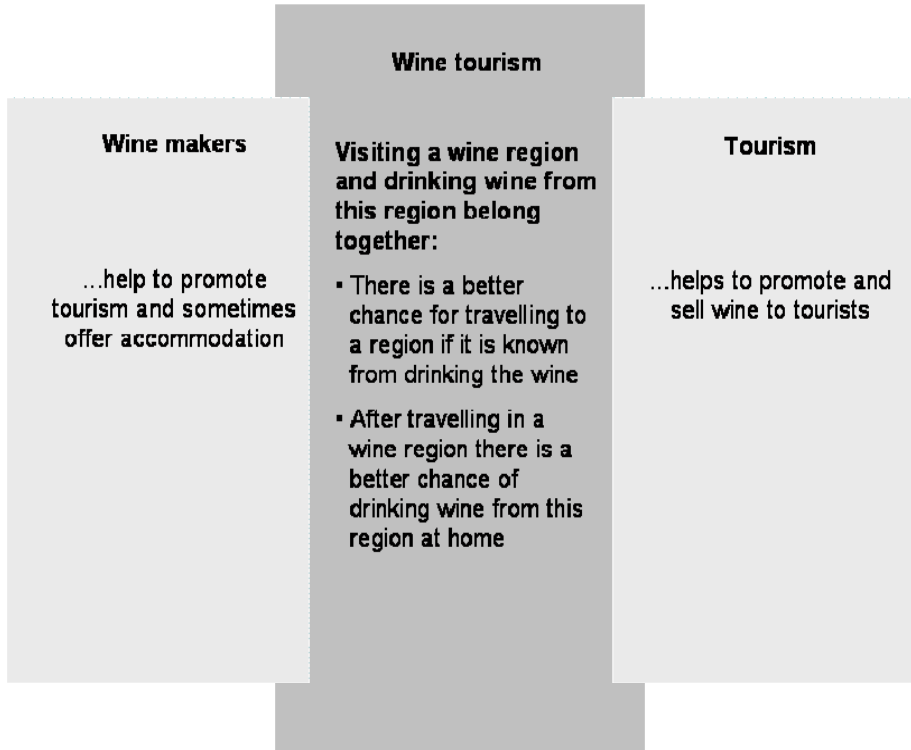 Wine tourism
Wine makers
...help to promote
tourism and sometimes
offer accommodation
Visiting a wine region
and drinking wine from
this region belong
together:
▪ There is a better
chance for travelling to
a region if it is known
from drinking the wine
▪ After travelling in a
wine region there is a
better chance of
drinking wine from this
region at home
Tourism
...helps to promote and
sell wine to tourists